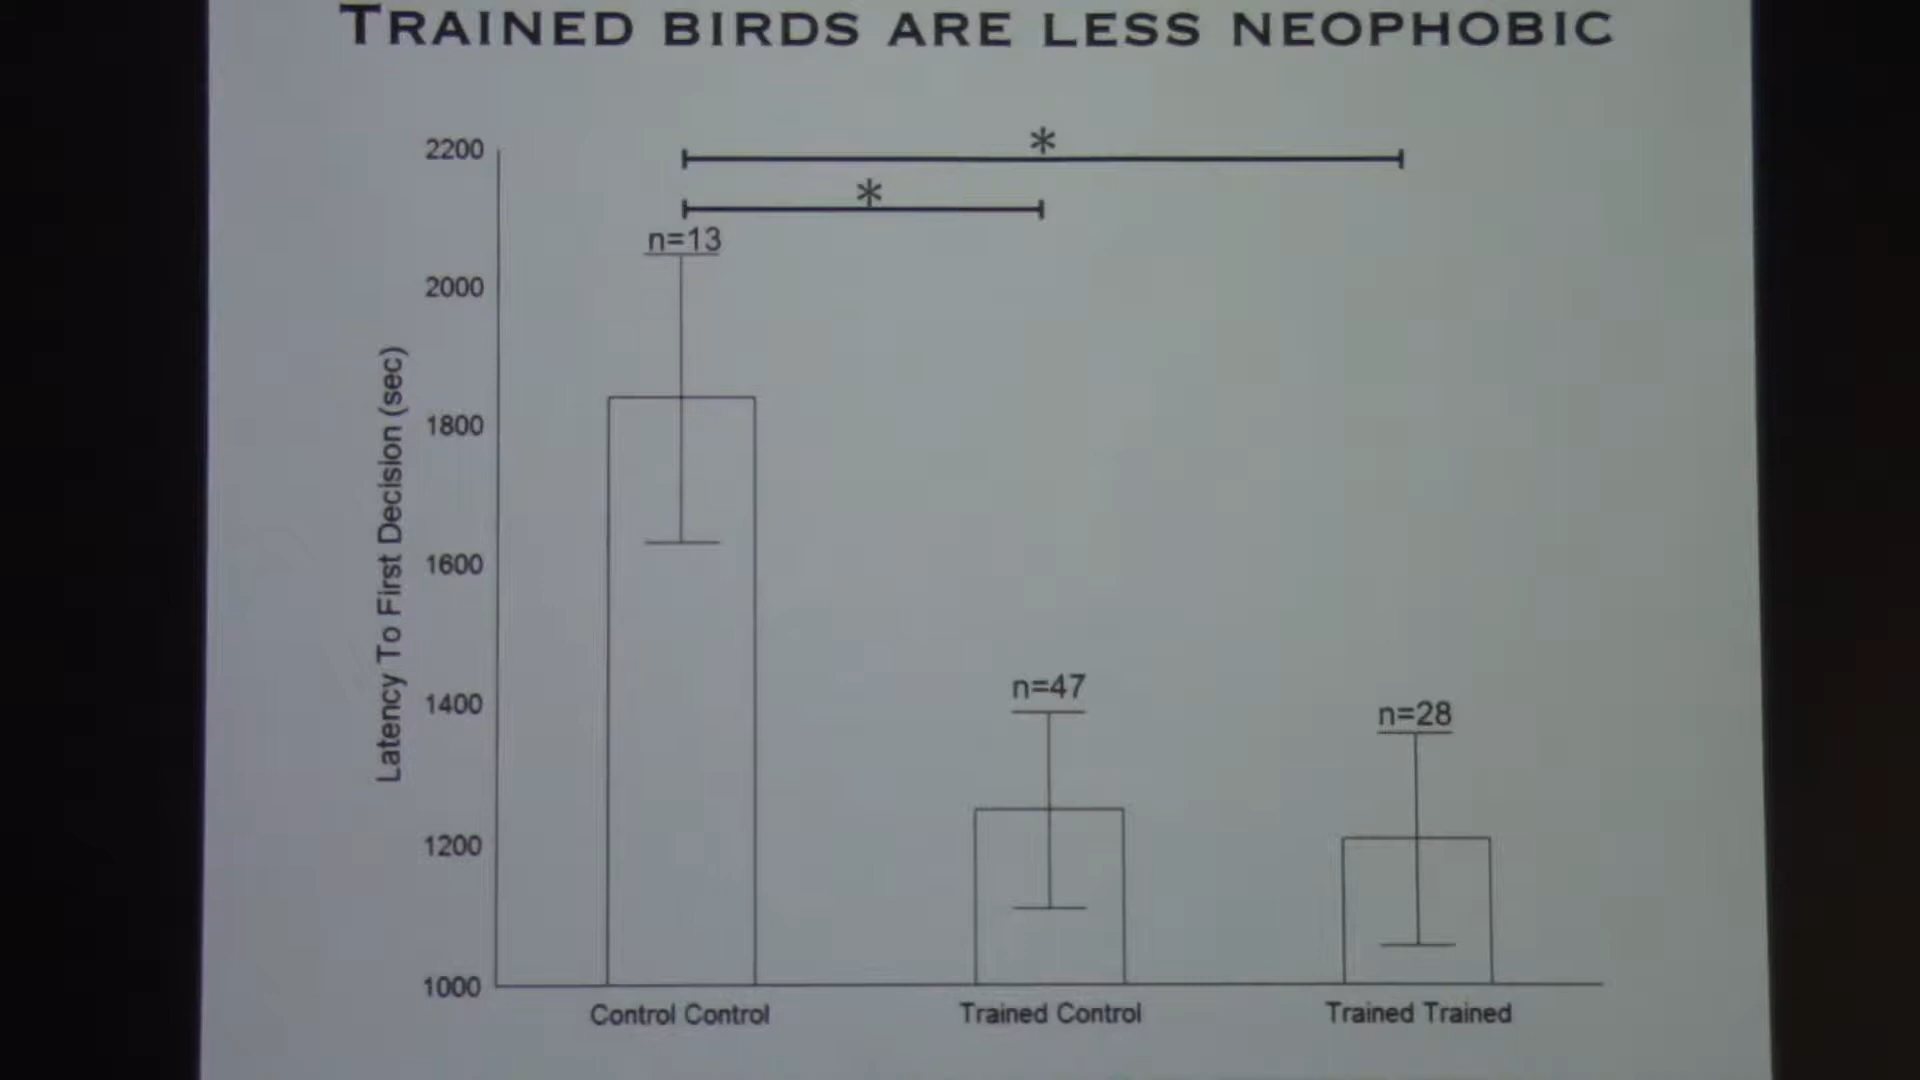 TRAINED BIRDS ARE LESS NEOPHOBIC
*
*
2200
2000
1800
1600
1400
1200
1000
Latency To First Decision (sec)
n=13
n=47
n=28
Control Control
Trained Control
Trained Trained